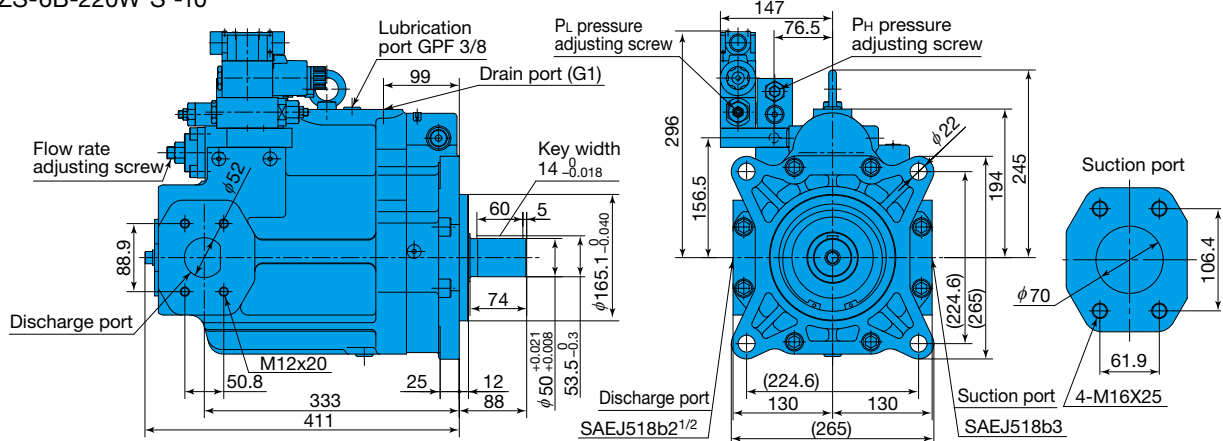 ZS-6B-220W*S*-10
Lubrication
port GPF 3/8
99
Drain port (G1)
Flow rate
adjusting screw
φ52
Key width
14 0 -0.018
60
5
88.9
φ165.1 0 -0.040
74
Discharge port
M12x20
50.8
25
12
φ50 +0.021 +0.008
53.5 0 -0.3
333
88
411
147
76.5
PL pressure
adjusting screw
PH pressure
adjusting screw
296
156.5
φ22
194
245
(224.6)
(265)
(224.6)
130
130
(265)
Discharge port
SAEJ518b2 1/2
Suction port
SAEJ518b3
Suction port
106.4
φ70
61.9
4-M16X25